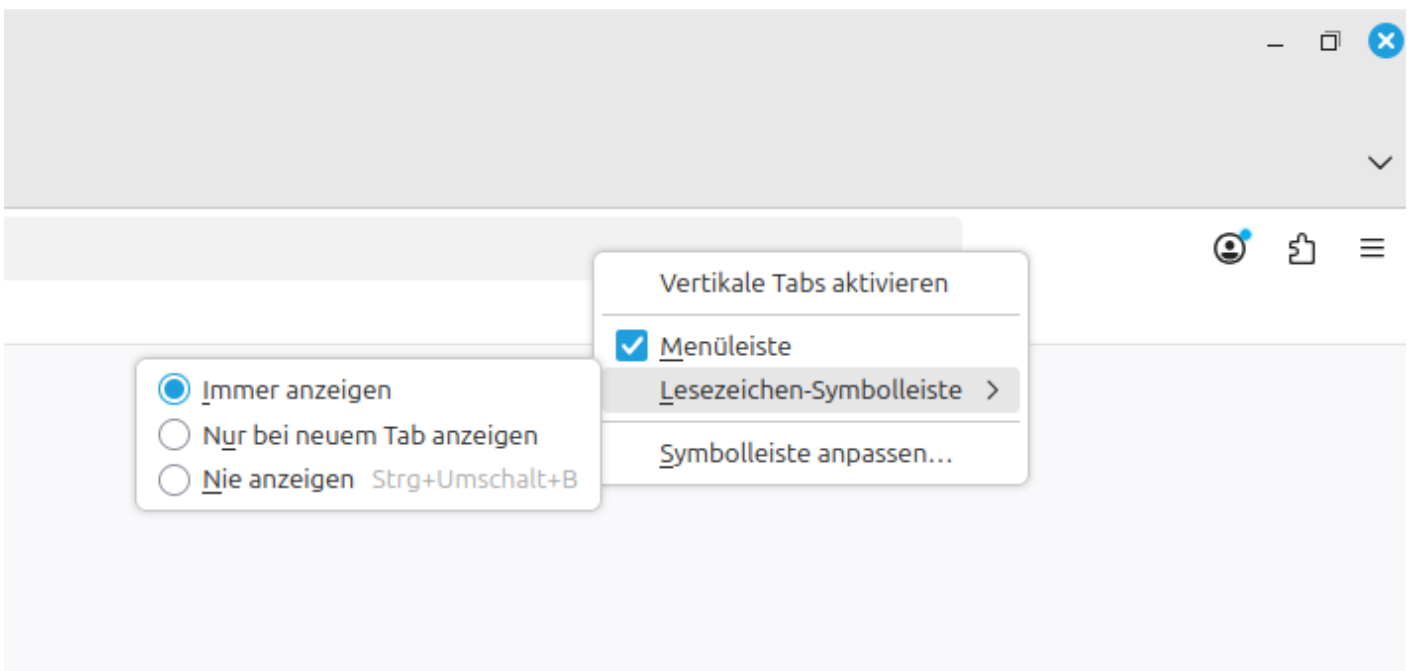 Vertikale Tabs aktivieren
Menüleiste
Lesezeichen-Symbolleiste
Symbolleiste anpassen…
Immer anzeigen
Nur bei neuem Tab anzeigen
Nie anzeigen Strg+Umschalt+B